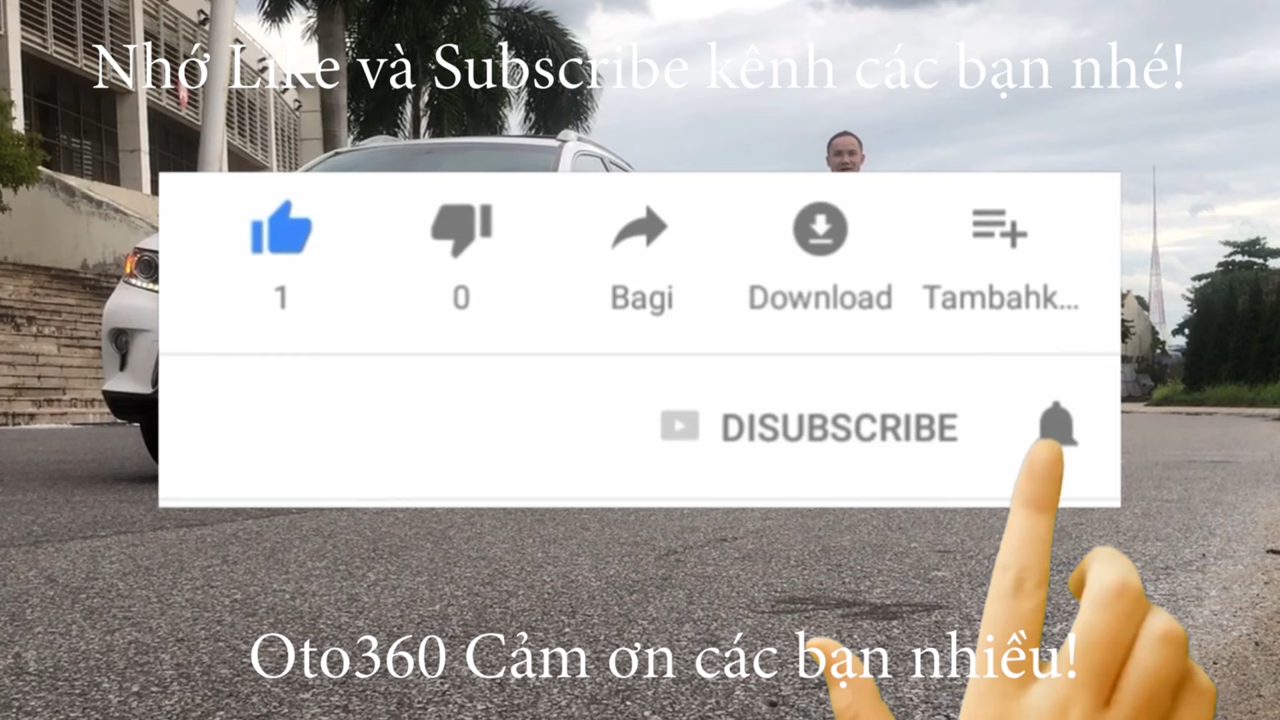 Nhớ Like và Subscribe kênh các bạn nhé!
1 0 Bagi Download Tambahk...
DISUBSCRIBE
Oto360 Cảm ơn các bạn nhiều!